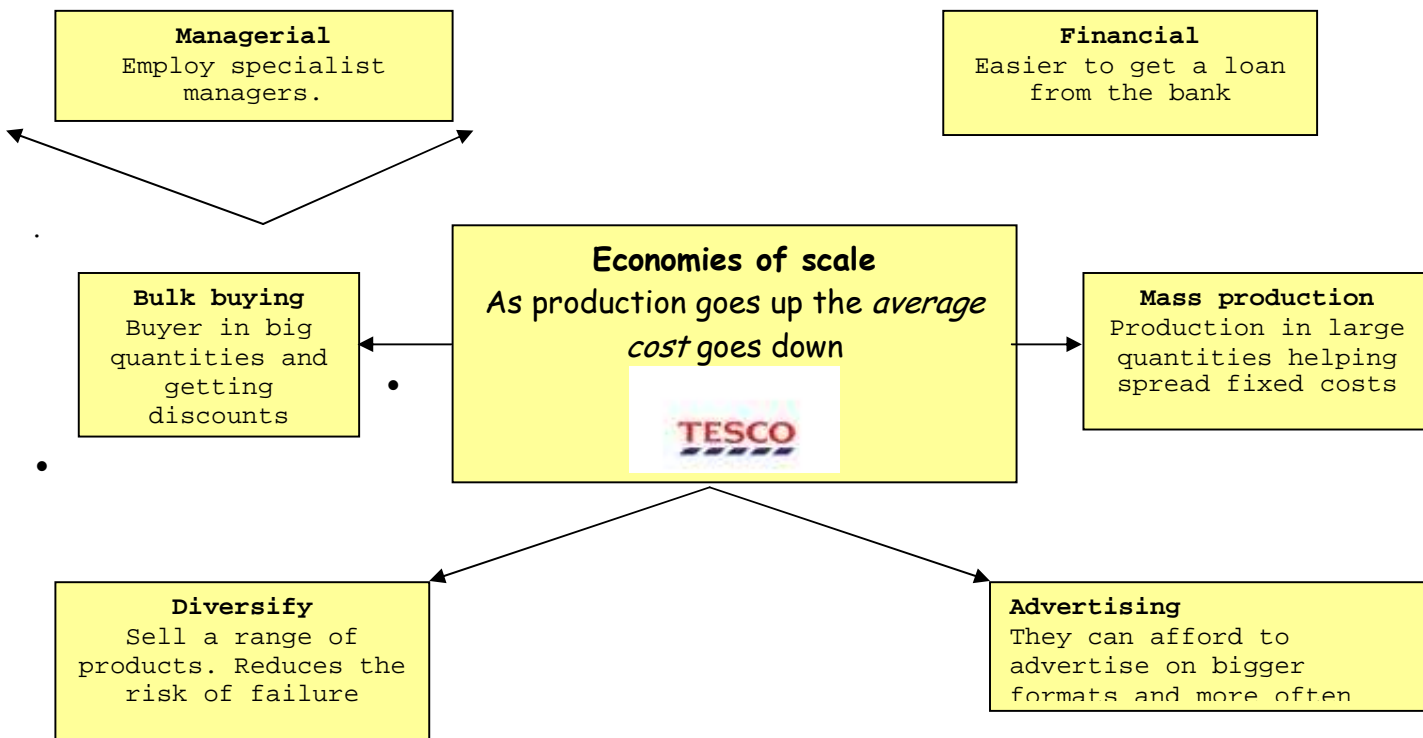 Managerial
Employ specialist
managers.
Financial
Easier to get a loan
from the bank
Economies of scale
As production goes up the average
cost goes down
TESCO
Bulk buying
Buyer in big
quantities and
getting
discounts
Mass production
Production in large
quantities helping
spread fixed costs
Diversify
Sell a range of
products. Reduces the
risk of failure
Advertising
They can afford to
advertise on bigger
formats and more often